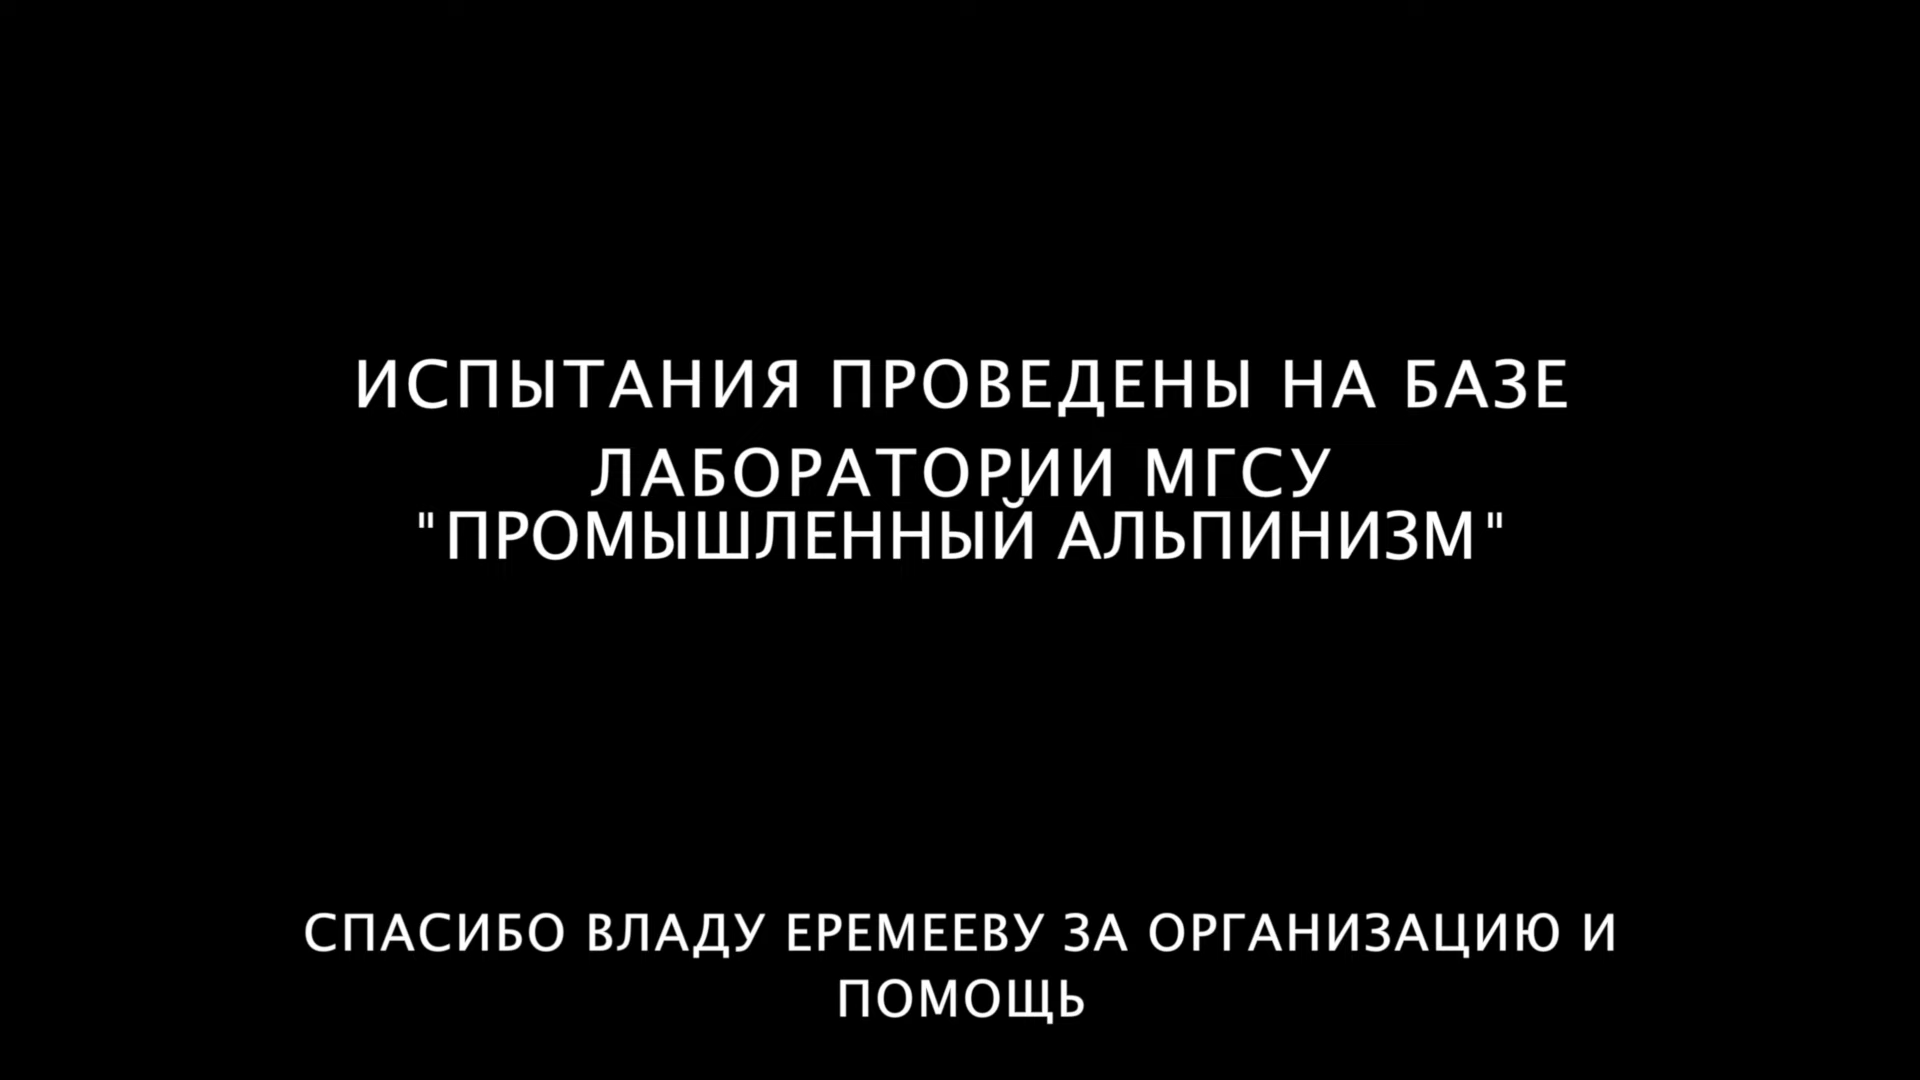 ИСПЫТАНИЯ ПРОВЕДЕНЫ НА БАЗЕ
ЛАБОРАТОРИИ МГСУ
"ПРОМЫШЛЕННЫЙ АЛЬПИНИЗМ"
СПАСИБО ВЛАДУ ЕРЕМЕЕВУ ЗА ОРГАНИЗАЦИЮ И
ПОМОЩЬ